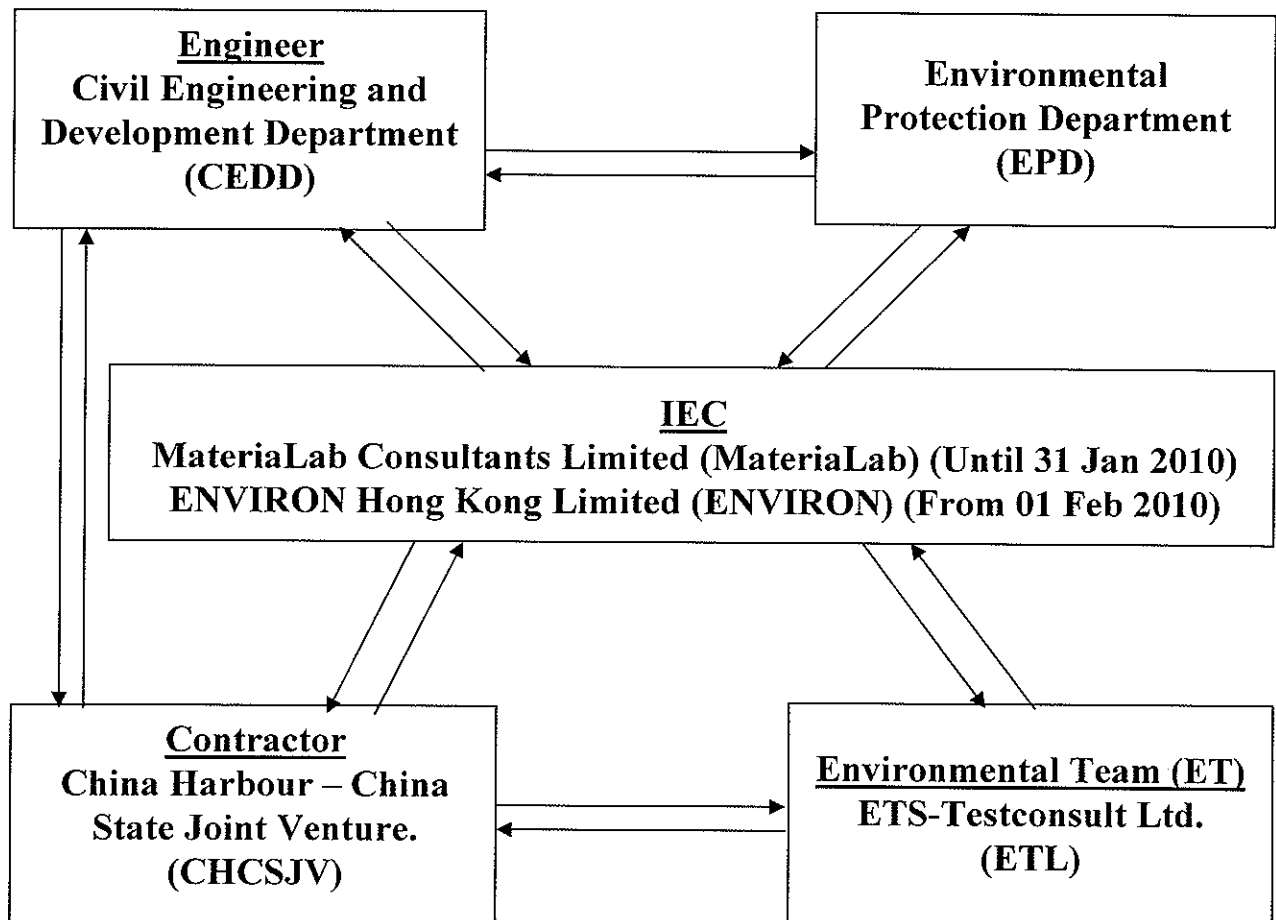 Engineer
Civil Engineering and
Development Department
(CEDD)
Environmental
Protection Department
(EPD)
IEC
MateriaLab Consultants Limited (MateriaLab) (Until 31 Jan 2010)
ENVIRON Hong Kong Limited (ENVIRON) (From 01 Feb 2010)
Contractor
China Harbour – China
State Joint Venture.
(CHCSJV)
Environmental Team (ET)
ETS-Testconsult Ltd.
(ETL)